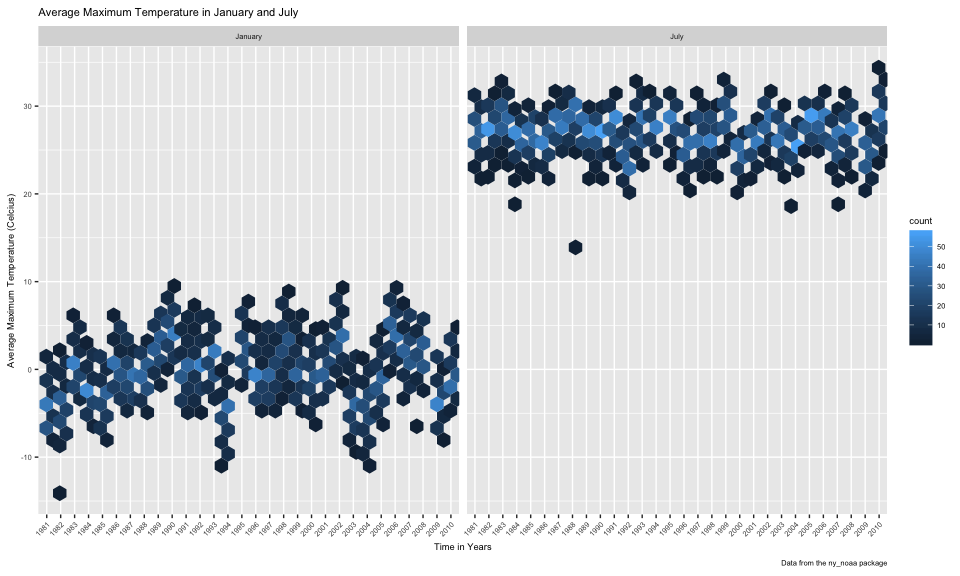 Average Maximum Temperature in January and July
January
July
Average Maximum Temperature (Celcius)
30
20
10
0
-10
1981 1982 1983 1984 1985 1986 1987 1988 1989 1990 1991 1992 1993 1994 1995 1996 1997 1998 1999 2000 2001 2002 2003 2004 2005 2006 2007 2008 2009 2010
1981 1982 1983 1984 1985 1986 1987 1988 1989 1990 1991 1992 1993 1994 1995 1996 1997 1998 1999 2000 2001 2002 2003 2004 2005 2006 2007 2008 2009 2010
Time in Years
count
50
40
30
20
10
Data from the ny_noaa package